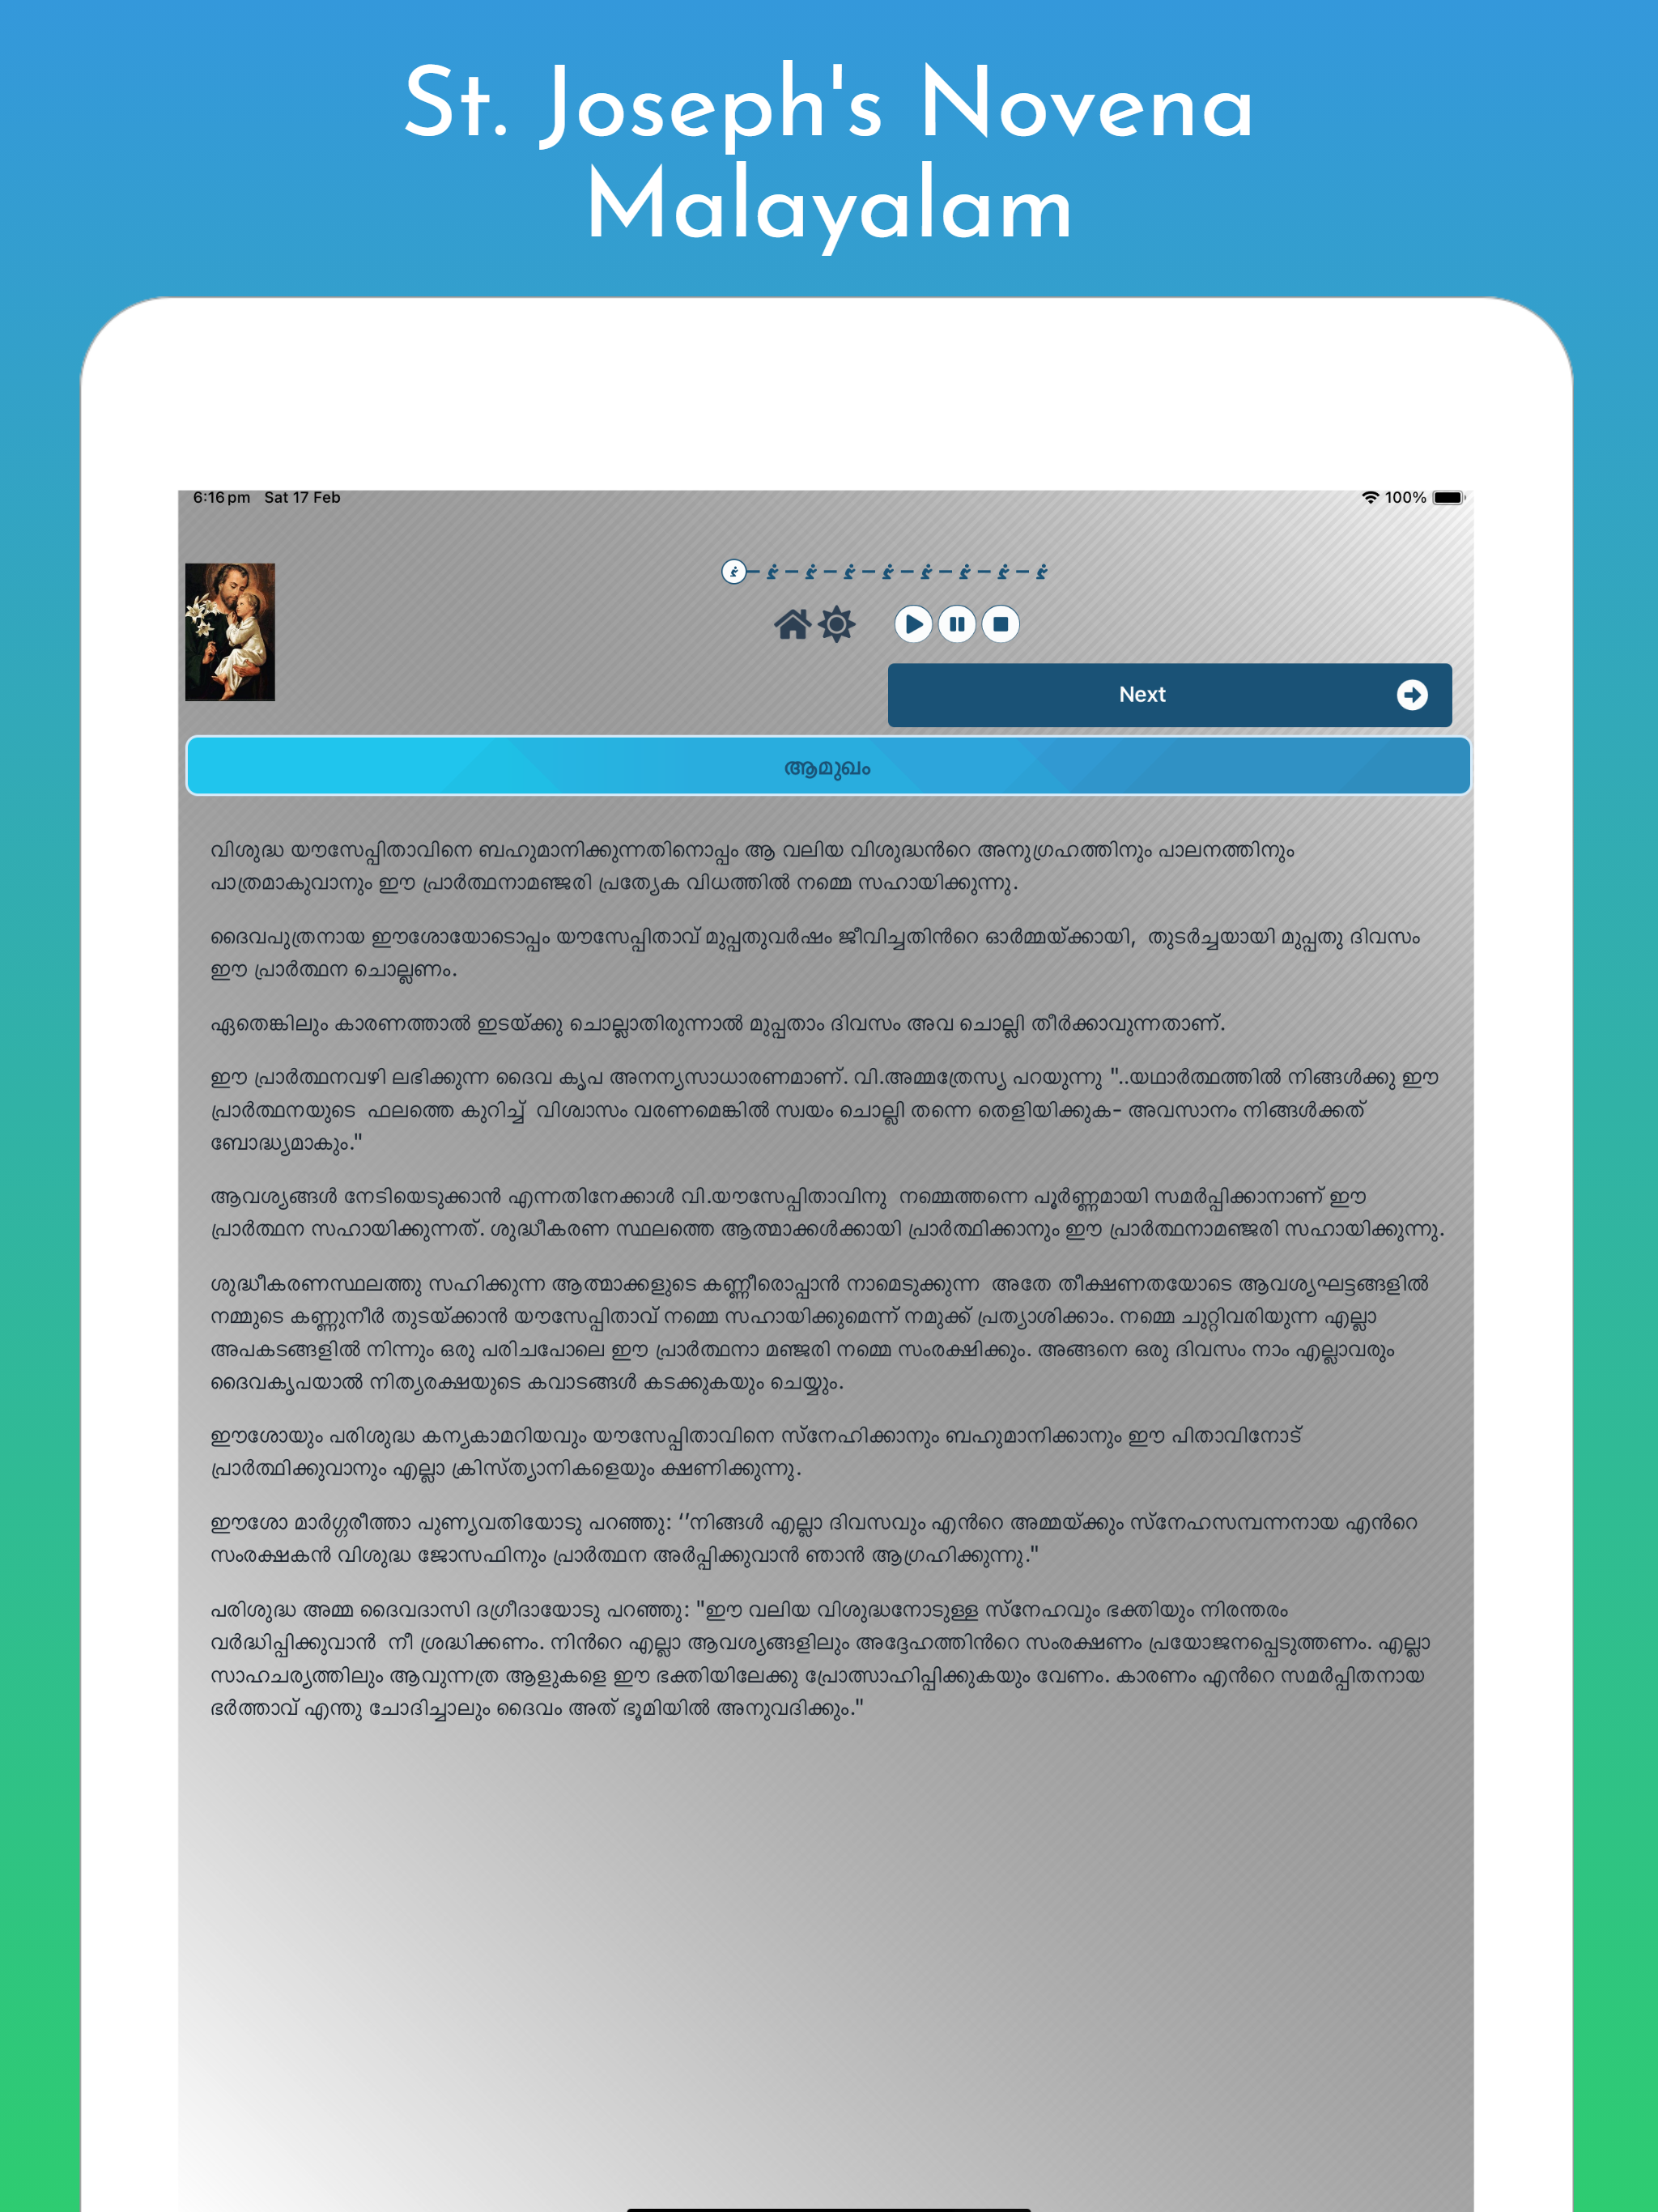 St. Joseph's Novena
Malayalam
6:16 pm Sat 17 Feb
100%
Next
ആമുഖം
വിശുദ്ധ യൗസേപ്പിതാവിനെ ബഹുമാനിക്കുന്നതിനൊപ്പം ആ വലിയ വിശുദ്ധൻറെ അനുഗ്രഹത്തിനും പാലനത്തിനും
പാത്രമാകുവാനും ഈ പ്രാർത്ഥനാമഞ്ജരി പ്രത്യേക വിധത്തിൽ നമ്മെ സഹായിക്കുന്നു.
ദൈവപുത്രനായ ഈശോയോടൊപ്പം യൗസേപ്പിതാവ് മുപ്പതുവർഷം ജീവിച്ചതിൻറെ ഓർമ്മയ്ക്കായി, തുടർച്ചയായി മുപ്പതു ദിവസം
ഈ പ്രാർത്ഥന ചൊല്ലണം.
ഏതെങ്കിലും കാരണത്താൽ ഇടയ്ക്കു ചൊല്ലാതിരുന്നാൽ മുപ്പതാം ദിവസം അവ ചൊല്ലി തീർക്കാവുന്നതാണ്.
ഈ പ്രാർത്ഥനവഴി ലഭിക്കുന്ന ദൈവ കൃപ അനന്യസാധാരണമാണ്. വി.അമ്മത്രേസ്യ പറയുന്നു "..യഥാർത്ഥത്തിൽ നിങ്ങൾക്കു ഈ
പ്രാർത്ഥനയുടെ ഫലത്തെ കുറിച്ച് വിശ്വാസം വരണമെങ്കിൽ സ്വയം ചൊല്ലി തന്നെ തെളിയിക്കുക- അവസാനം നിങ്ങൾക്കത്
ബോദ്ധ്യമാകും."
ആവശ്യങ്ങൾ നേടിയെടുക്കാൻ എന്നതിനേക്കാൾ വി.യൗസേപ്പിതാവിനു നമ്മെത്തന്നെ പൂർണ്ണമായി സമർപ്പിക്കാനാണ് ഈ
പ്രാർത്ഥന സഹായിക്കുന്നത്. ശുദ്ധീകരണ സ്ഥലത്തെ ആത്മാക്കൾക്കായി പ്രാർത്ഥിക്കാനും ഈ പ്രാർത്ഥനാമഞ്ജരി സഹായിക്കുന്നു.
ശുദ്ധീകരണസ്ഥലത്തു സഹിക്കുന്ന ആത്മാക്കളുടെ കണ്ണീരൊപ്പാൻ നാമെടുക്കുന്ന അതേ തീക്ഷണതയോടെ ആവശ്യഘട്ടങ്ങളിൽ
നമ്മുടെ കണ്ണുനീർ തുടയ്ക്കാൻ യൗസേപ്പിതാവ് നമ്മെ സഹായിക്കുമെന്ന് നമുക്ക് പ്രത്യാശിക്കാം. നമ്മെ ചുറ്റിവരിയുന്ന എല്ലാ
അപകടങ്ങളിൽ നിന്നും ഒരു പരിചപോലെ ഈ പ്രാർത്ഥനാ മഞ്ജരി നമ്മെ സംരക്ഷിക്കും. അങ്ങനെ ഒരു ദിവസം നാം എല്ലാവരും
ദൈവകൃപയാൽ നിത്യരക്ഷയുടെ കവാടങ്ങൾ കടക്കുകയും ചെയ്യും.
ഈശോയും പരിശുദ്ധ കന്യകാമറിയവും യൗസേപ്പിതാവിനെ സ്നേഹിക്കാനും ബഹുമാനിക്കാനും ഈ പിതാവിനോട്
പ്രാർത്ഥിക്കുവാനും എല്ലാ ക്രിസ്ത്യാനികളെയും ക്ഷണിക്കുന്നു.
ഈശോ മാർഗ്ഗരീത്താ പുണ്യവതിയോടു പറഞ്ഞു: ‘’നിങ്ങൾ എല്ലാ ദിവസവും എൻറെ അമ്മയ്ക്കും സ്നേഹസമ്പന്നനായ എൻറെ
സംരക്ഷകൻ വിശുദ്ധ ജോസഫിനും പ്രാർത്ഥന അർപ്പിക്കുവാൻ ഞാൻ ആഗ്രഹിക്കുന്നു."
പരിശുദ്ധ അമ്മ ദൈവദാസി ദഗ്രീദായോടു പറഞ്ഞു: "ഈ വലിയ വിശുദ്ധനോടുള്ള സ്നേഹവും ഭക്തിയും നിരന്തരം
വർദ്ധിപ്പിക്കുവാൻ നീ ശ്രദ്ധിക്കണം. നിൻറെ എല്ലാ ആവശ്യങ്ങളിലും അദ്ദേഹത്തിൻറെ സംരക്ഷണം പ്രയോജനപ്പെടുത്തണം. എല്ലാ
സാഹചര്യത്തിലും ആവുന്നത്ര ആളുകളെ ഈ ഭക്തിയിലേക്കു പ്രോത്സാഹിപ്പിക്കുകയും വേണം. കാരണം എൻറെ സമർപ്പിതനായ
ഭർത്താവ് എന്തു ചോദിച്ചാലും ദൈവം അത് ഭൂമിയിൽ അനുവദിക്കും."